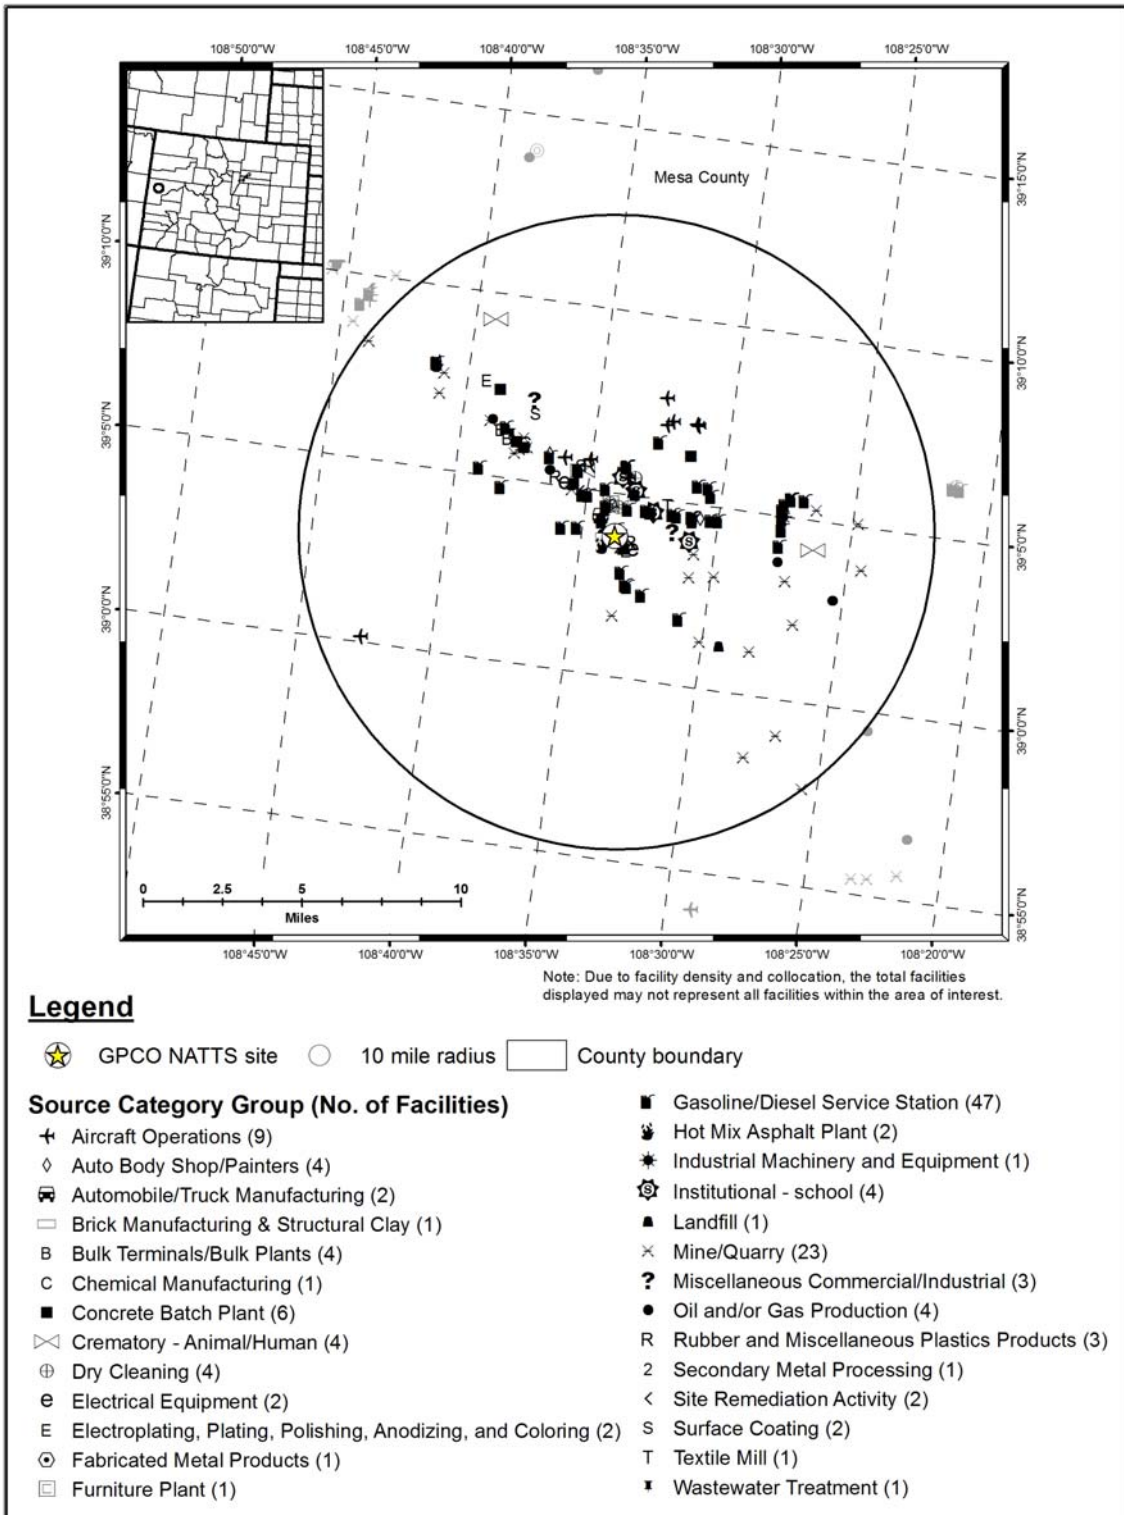 108°50'0"W 108°45'0"W 108°40'0"W 108°35'0"W 108°30'0"W 108°25'0"W
Mesa County
39°15'0"N
39°10'0"N
39°10'0"N
39°5'0"N
39°5'0"N
39°0'0"N
39°0'0"N
38°55'0"N
38°55'0"N
0 2.5 5 10
Miles
108°45'0"W 108°40'0"W 108°35'0"W 108°30'0"W 108°25'0"W 108°20'0"W
Note: Due to facility density and collocation, the total facilities
displayed may not represent all facilities within the area of interest.
Legend
GPCO NATTS site 10 mile radius County boundary
Source Category Group (No. of Facilities)
Aircraft Operations (9)
Auto Body Shop/Painters (4)
Automobile/Truck Manufacturing (2)
Brick Manufacturing & Structural Clay (1)
B Bulk Terminals/Bulk Plants (4)
C Chemical Manufacturing (1)
Concrete Batch Plant (6)
Crematory - Animal/Human (4)
Dry Cleaning (4)
e Electrical Equipment (2)
E Electroplating, Plating, Polishing, Anodizing, and Coloring (2)
Fabricated Metal Products (1)
Furniture Plant (1)
Gasoline/Diesel Service Station (47)
Hot Mix Asphalt Plant (2)
Industrial Machinery and Equipment (1)
S Institutional - school (4)
Landfill (1)
Mine/Quarry (23)
? Miscellaneous Commercial/Industrial (3)
Oil and/or Gas Production (4)
R Rubber and Miscellaneous Plastics Products (3)
2 Secondary Metal Processing (1)
< Site Remediation Activity (2)
S Surface Coating (2)
T Textile Mill (1)
Wastewater Treatment (1)